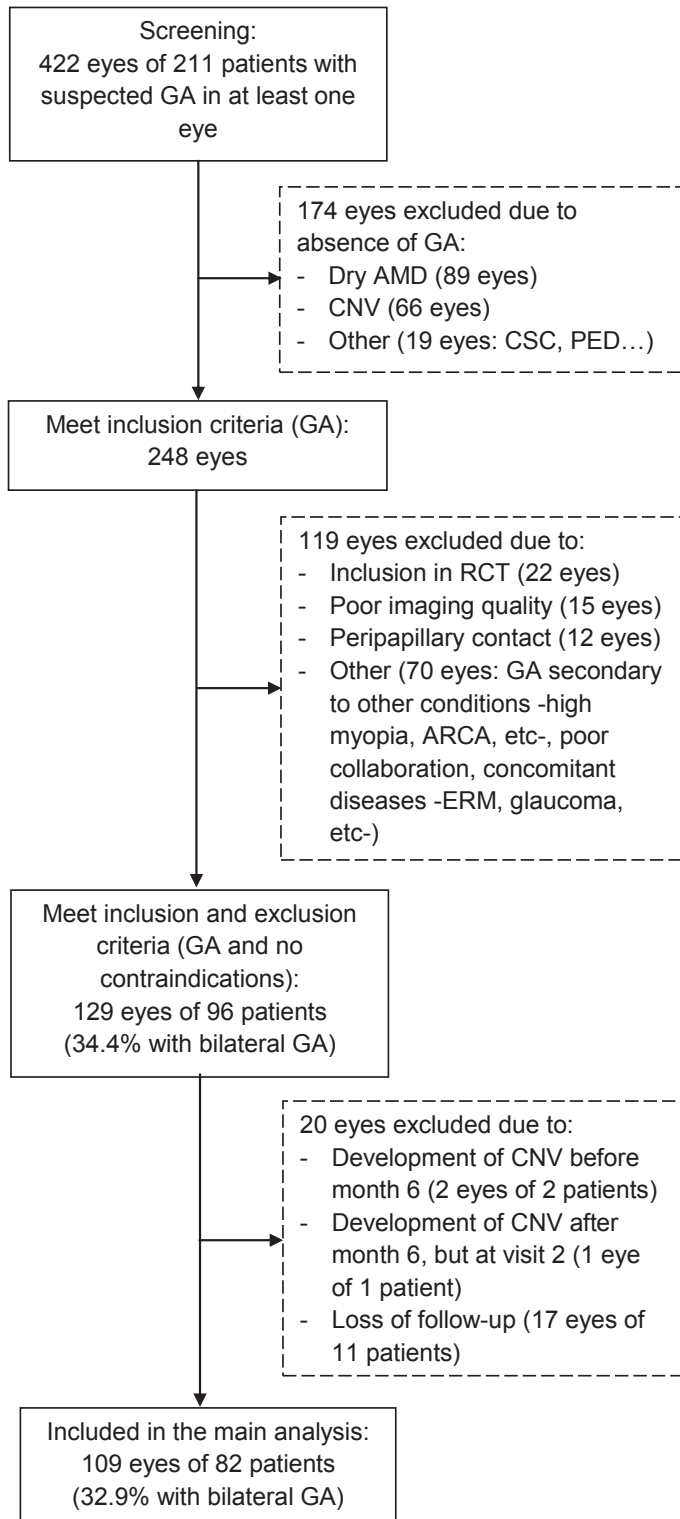 Screening:
422 eyes of 211 patients with
suspected GA in at least one
eye
174 eyes excluded due to
absence of GA:
- Dry AMD (89 eyes)
- CNV (66 eyes)
- Other (19 eyes: CSC, PED…)
Meet inclusion criteria (GA):
248 eyes
119 eyes excluded due to:
- Inclusion in RCT (22 eyes)
- Poor imaging quality (15 eyes)
- Peripapillary contact (12 eyes)
- Other (70 eyes: GA secondary
to other conditions -high
myopia, ARCA, etc-, poor
collaboration, concomitant
diseases -ERM, glaucoma,
etc-)
Meet inclusion and exclusion
criteria (GA and no
contraindications):
129 eyes of 96 patients
(34.4% with bilateral GA)
20 eyes excluded due to:
- Development of CNV before
month 6 (2 eyes of 2 patients)
- Development of CNV after
month 6, but at visit 2 (1 eye
of 1 patient)
- Loss of follow-up (17 eyes of
11 patients)
Included in the main analysis:
109 eyes of 82 patients
(32.9% with bilateral GA)